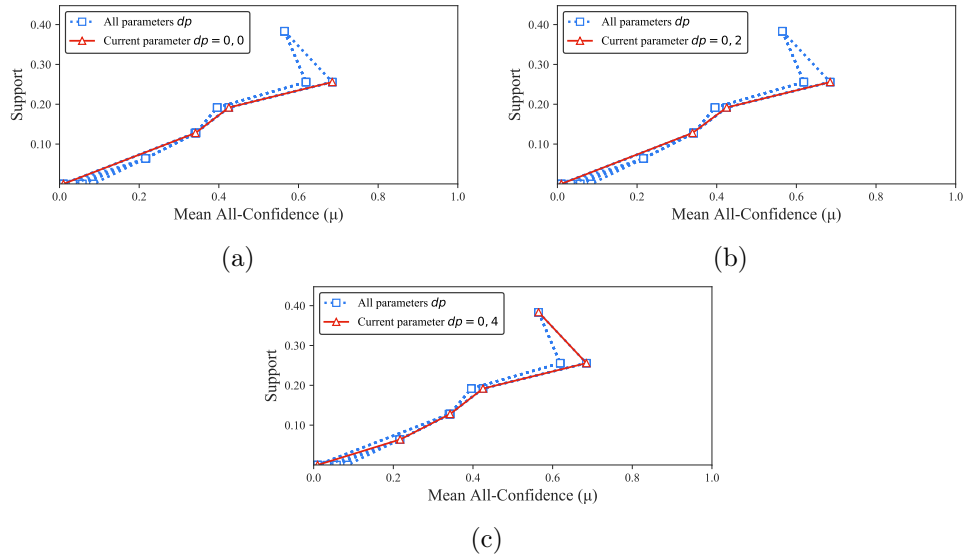 All parameters dp
Current parameter dp = 0, 0
0.40
0.30
0.20
0.10
Support
0.0
0.2
0.4
0.6
0.8
1.0
Mean All-Confidence (μ)
(a)
All parameters dp
Current parameter dp = 0, 2
0.40
0.30
0.20
0.10
Support
0.0
0.2
0.4
0.6
0.8
1.0
Mean All-Confidence (μ)
(b)
All parameters dp
Current parameter dp = 0, 4
0.40
0.30
0.20
0.10
Support
0.0
0.2
0.4
0.6
0.8
1.0
Mean All-Confidence (μ)
(c)